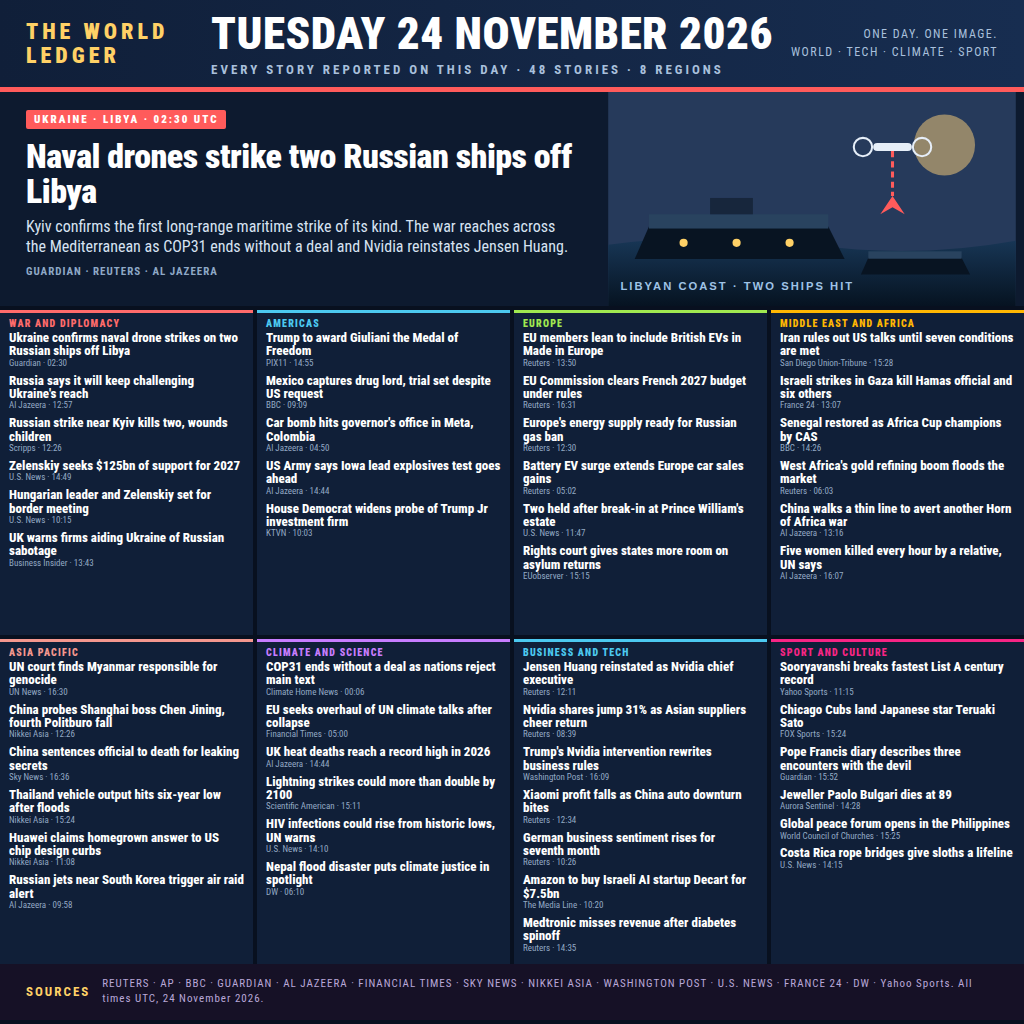 THE WORLD
LEDGER
TUESDAY 24 NOVEMBER 2026
EVERY STORY REPORTED ON THIS DAY · 48 STORIES · 8 REGIONS
ONE DAY. ONE IMAGE.
WORLD · TECH · CLIMATE · SPORT
UKRAINE · LIBYA · 02:30 UTC
Naval drones strike two Russian ships off
Libya
Kyiv confirms the first long-range maritime strike of its kind. The war reaches across
the Mediterranean as COP31 ends without a deal and Nvidia reinstates Jensen Huang.
GUARDIAN · REUTERS · AL JAZEERA
LIBYAN COAST · TWO SHIPS HIT
WAR AND DIPLOMACY
Ukraine confirms naval drone strikes on two
Russian ships off Libya
Guardian · 02:30
Russia says it will keep challenging
Ukraine's reach
Al Jazeera · 12:57
Russian strike near Kyiv kills two, wounds
children
Scripps · 12:26
Zelenskiy seeks $125bn of support for 2027
U.S. News · 14:49
Hungarian leader and Zelenskiy set for
border meeting
U.S. News · 10:15
UK warns firms aiding Ukraine of Russian
sabotage
Business Insider · 13:43
AMERICAS
Trump to award Giuliani the Medal of
Freedom
PIX11 · 14:55
Mexico captures drug lord, trial set despite
US request
BBC · 09:09
Car bomb hits governor's office in Meta,
Colombia
Al Jazeera · 04:50
US Army says Iowa lead explosives test goes
ahead
Al Jazeera · 14:44
House Democrat widens probe of Trump Jr
investment firm
KTVN · 10:03
EUROPE
EU members lean to include British EVs in
Made in Europe
Reuters · 13:50
EU Commission clears French 2027 budget
under rules
Reuters · 16:31
Europe's energy supply ready for Russian
gas ban
Reuters · 12:30
Battery EV surge extends Europe car sales
gains
Reuters · 05:02
Two held after break-in at Prince William's
estate
U.S. News · 11:47
Rights court gives states more room on
asylum returns
EUobserver · 15:15
MIDDLE EAST AND AFRICA
Iran rules out US talks until seven conditions
are met
San Diego Union-Tribune · 15:28
Israeli strikes in Gaza kill Hamas official and
six others
France 24 · 13:07
Senegal restored as Africa Cup champions
by CAS
BBC · 14:26
West Africa's gold refining boom floods the
market
Reuters · 06:03
China walks a thin line to avert another Horn
of Africa war
Al Jazeera · 13:16
Five women killed every hour by a relative,
UN says
Al Jazeera · 16:07
ASIA PACIFIC
UN court finds Myanmar responsible for
genocide
UN News · 16:30
China probes Shanghai boss Chen Jining,
fourth Politburo fall
Nikkei Asia · 12:26
China sentences official to death for leaking
secrets
Sky News · 16:36
Thailand vehicle output hits six-year low
after floods
Nikkei Asia · 15:24
Huawei claims homegrown answer to US
chip design curbs
Nikkei Asia · 11:08
Russian jets near South Korea trigger air raid
alert
Al Jazeera · 09:58
CLIMATE AND SCIENCE
COP31 ends without a deal as nations reject
main text
Climate Home News · 00:06
EU seeks overhaul of UN climate talks after
collapse
Financial Times · 05:00
UK heat deaths reach a record high in 2026
Al Jazeera · 14:44
Lightning strikes could more than double by
2100
Scientific American · 15:11
HIV infections could rise from historic lows,
UN warns
U.S. News · 14:10
Nepal flood disaster puts climate justice in
spotlight
DW · 06:10
BUSINESS AND TECH
Jensen Huang reinstated as Nvidia chief
executive
Reuters · 12:11
Nvidia shares jump 31% as Asian suppliers
cheer return
Reuters · 08:39
Trump's Nvidia intervention rewrites
business rules
Washington Post · 16:09
Xiaomi profit falls as China auto downturn
bites
Reuters · 12:34
German business sentiment rises for
seventh month
Reuters · 10:26
Amazon to buy Israeli AI startup Decart for
$7.5bn
The Media Line · 10:20
Medtronic misses revenue after diabetes
spinoff
Reuters · 14:35
SPORT AND CULTURE
Sooryavanshi breaks fastest List A century
record
Yahoo Sports · 11:15
Chicago Cubs land Japanese star Teruaki
Sato
FOX Sports · 15:24
Pope Francis diary describes three
encounters with the devil
Guardian · 15:52
Jeweller Paolo Bulgari dies at 89
Aurora Sentinel · 14:28
Global peace forum opens in the Philippines
World Council of Churches · 15:25
Costa Rica rope bridges give sloths a lifeline
U.S. News · 14:15
SOURCES
REUTERS · AP · BBC · GUARDIAN · AL JAZEERA · FINANCIAL TIMES · SKY NEWS · NIKKEI ASIA · WASHINGTON POST · U.S. NEWS · FRANCE 24 · DW · Yahoo Sports. All
times UTC, 24 November 2026.